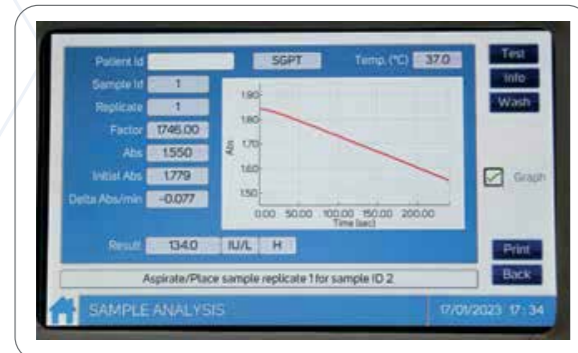 Patient Id SGPT Temp. (°C) 37.0 Test
Sample Id 1 Info
Replicate 1 Wash
Factor 1746.00
Abs 1.550
Initial Abs 1.779
Delta Abs/min -0.077
Abs
1.90
1.80
1.70
1.60
1.50
0.00 50.00 100.00 150.00 200.00
Time (sec)
Graph
Result 134.0 IU/L H Print
Aspirate/Place sample replicate 1 for sample ID 2 Back
SAMPLE ANALYSIS 17/01/2023 17:34